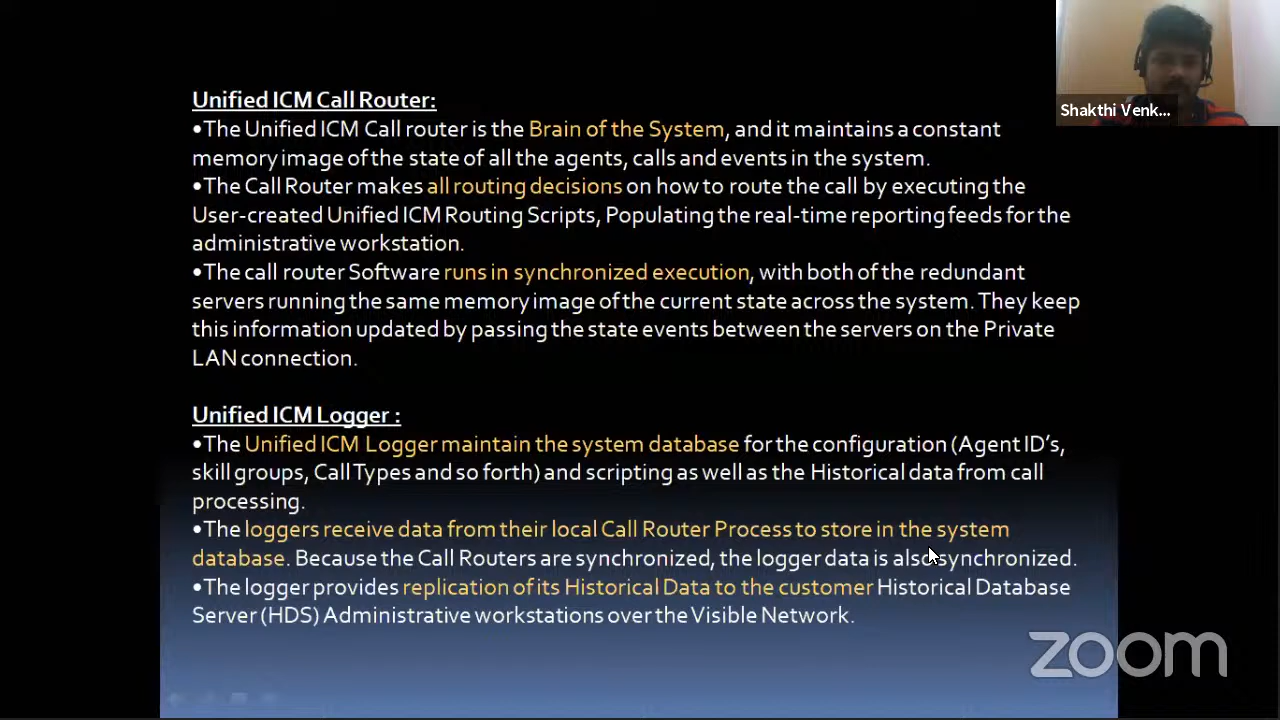 Unified ICM Call Router:
•The Unified ICM Call router is the Brain of the System, and it maintains a constant
memory image of the state of all the agents, calls and events in the system.
•The Call Router makes all routing decisions on how to route the call by executing the
User-created Unified ICM Routing Scripts, Populating the real-time reporting feeds for the
administrative workstation.
•The call router Software runs in synchronized execution, with both of the redundant
servers running the same memory image of the current state across the system. They keep
this information updated by passing the state events between the servers on the Private
LAN connection.
Unified ICM Logger :
•The Unified ICM Logger maintain the system database for the configuration (Agent ID's,
skill groups, Call Types and so forth) and scripting as well as the Historical data from call
processing.
•The loggers receive data from their local Call Router Process to store in the system
database. Because the Call Routers are synchronized, the logger data is also synchronized.
•The logger provides replication of its Historical Data to the customer Historical Database
Server (HDS) Administrative workstations over the Visible Network.
Shakthi Venk...
zoom